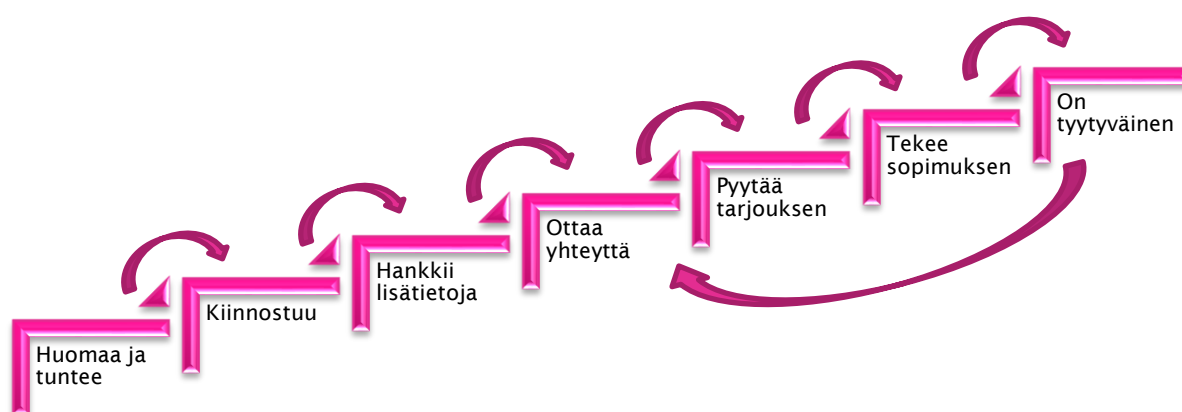 Huomaa ja
tuntee
Kiinnostuu
Hankkii
lisätietoja
Ottaa
yhteyttä
Pyytää
tarjouksen
Tekee
sopimuksen
On
tyytyväinen